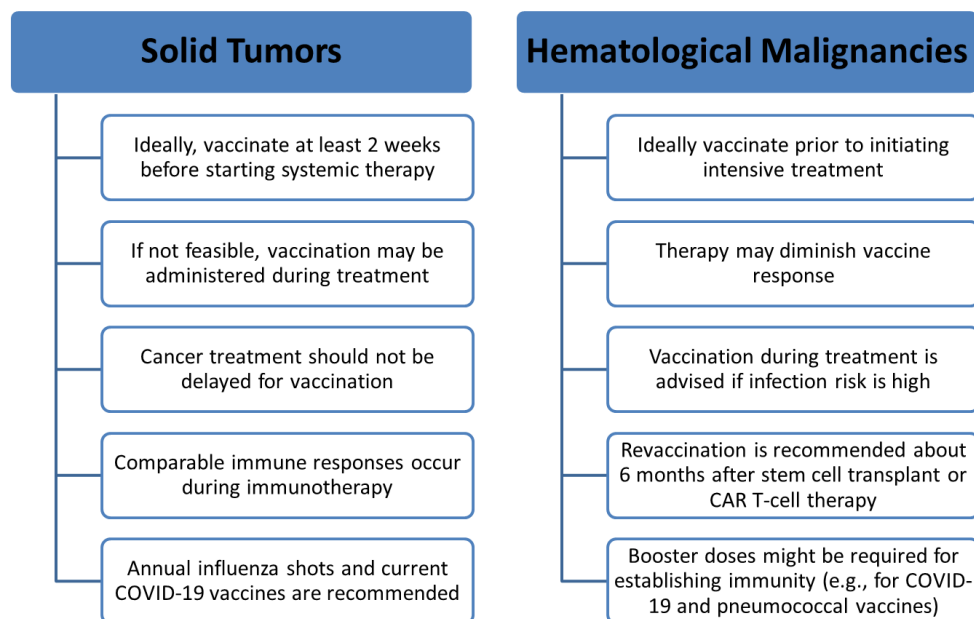 Solid Tumors
Ideally, vaccinate at least 2 weeks
before starting systemic therapy
If not feasible, vaccination may be
administered during treatment
Cancer treatment should not be
delayed for vaccination
Comparable immune responses occur
during immunotherapy
Annual influenza shots and current
COVID-19 vaccines are recommended
Hematological Malignancies
Ideally vaccinate prior to initiating
intensive treatment
Therapy may diminish vaccine
response
Vaccination during treatment is
advised if infection risk is high
Revaccination is recommended about
6 months after stem cell transplant or
CAR T-cell therapy
Booster doses might be required for
establishing immunity (e.g., for COVID-
19 and pneumococcal vaccines)